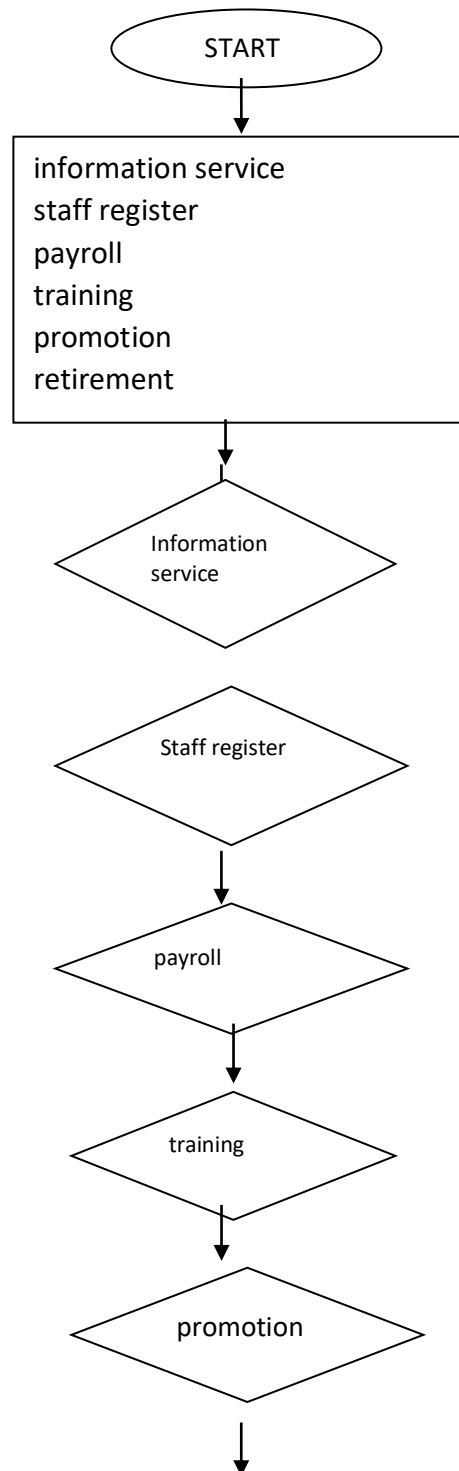 START
information service
staff register
payroll
training
promotion
retirement
Information
service
Staff register
payroll
training
promotion